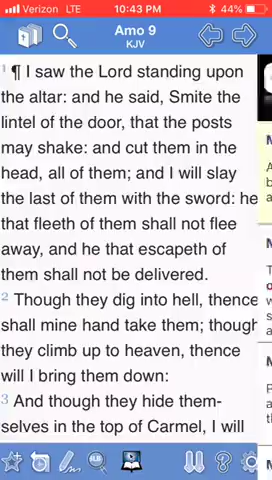 Verizon LTE 10:43 PM 44%
Amo 9
KJV
1 ¶ I saw the Lord standing upon
the altar: and he said, Smite the
lintel of the door, that the posts
may shake: and cut them in the
head, all of them; and I will slay
the last of them with the sword: he
that fleeth of them shall not flee
away, and he that escapeth of
them shall not be delivered.
2 Though they dig into hell, thence
shall mine hand take them; though
they climb up to heaven, thence
will I bring them down:
3 And though they hide them-
selves in the top of Carmel, I will